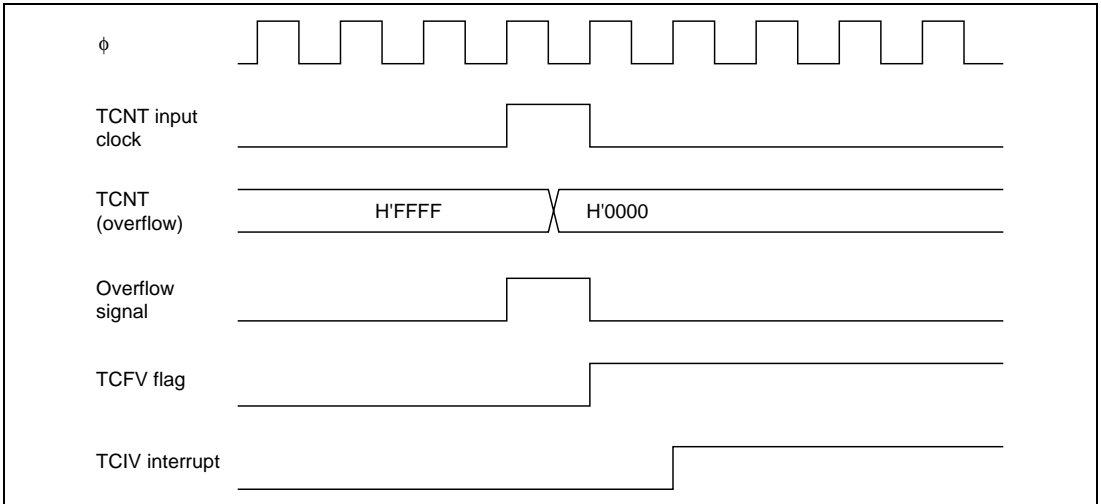 ϕ
TCNT input
clock
TCNT
(overflow)
H'FFFF
H'0000
Overflow
signal
TCFV flag
TCIV interrupt